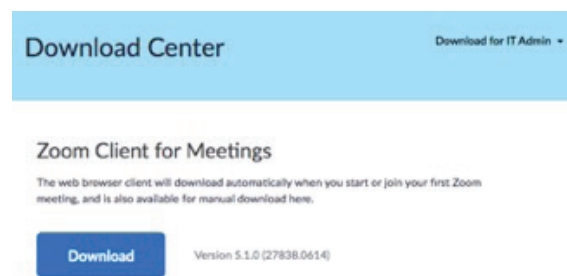 Download Center
Download for IT Admin
Zoom Client for Meetings
The web browser client will download automatically when you start or join your first Zoom
meeting, and is also available for manual download here.
Download
Version 5.1.0 (27838.0614)